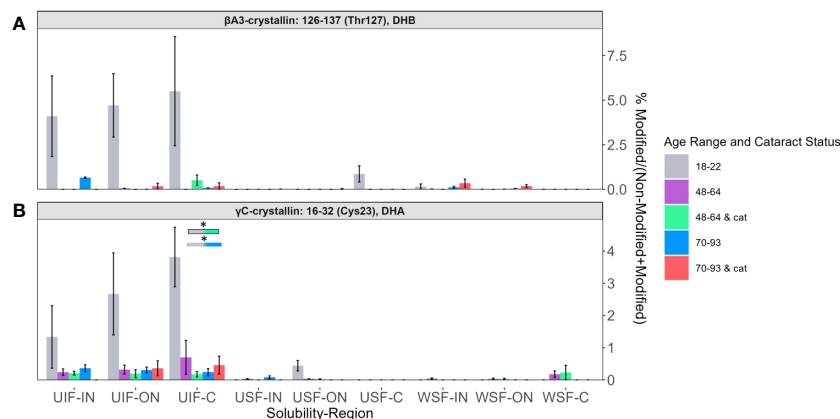 A
βA3-crystallin: 126-137 (Thr127), DHB
7.5
5.0
2.5
0.0
B
γC-crystallin: 16-32 (Cys23), DHA
*
*
4
3
2
1
0
% Modified/(Non-Modified+Modified)
UIF-IN UIF-ON UIF-C USF-IN USF-ON USF-C WSF-IN WSF-ON WSF-C
Solubility-Region
Age Range and Cataract Status
18-22
48-64
48-64 & cat
70-93
70-93 & cat